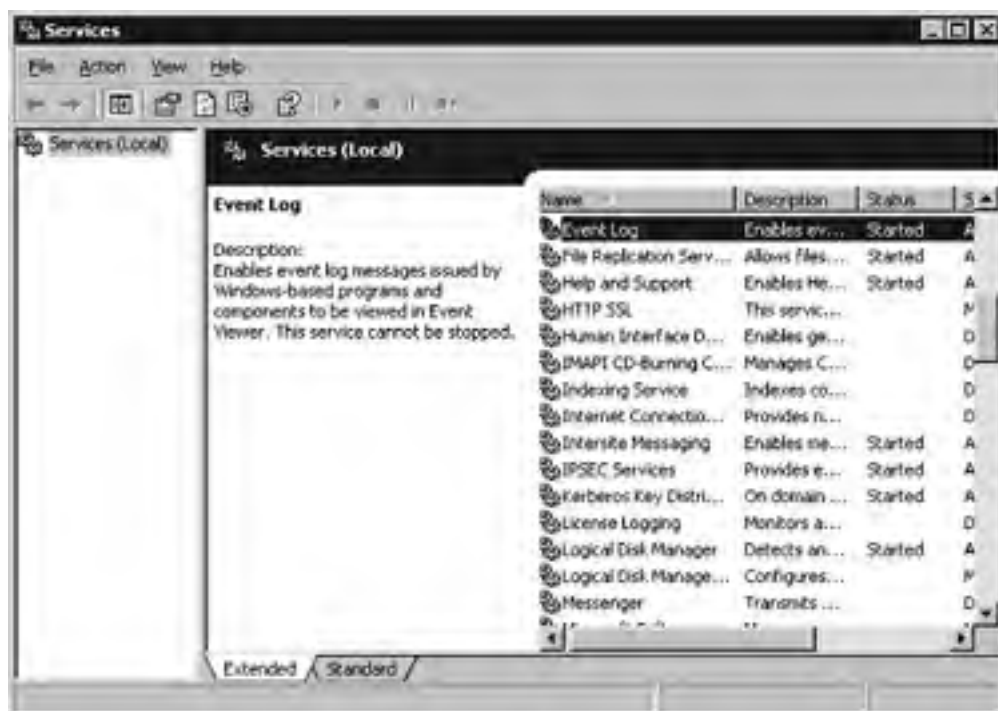 Services
File Action View Help
Services (Local)
Services (Local)
Event Log
Description:
Enables event log messages issued by
Windows-based programs and
components to be viewed in Event
Viewer. This service cannot be stopped.
Name Description Status S
Event Log Enables ev... Started A
File Replication Serv... Allows files... Started A
Help and Support Enables He... Started A
HTTP SSL This servic... M
Human Interface D... Enables ge... D
IMAPI CD-Burning C... Manages C... D
Indexing Service Indexes co... D
Internet Connectio... Provides n... D
Intersite Messaging Enables me... Started A
IPSEC Services Provides e... Started A
Kerberos Key Distri... On domain ... Started A
License Logging Monitors a... D
Logical Disk Manager Detects an... Started A
Logical Disk Manage... Configures... M
Messenger Transmits ... D
Extended Standard